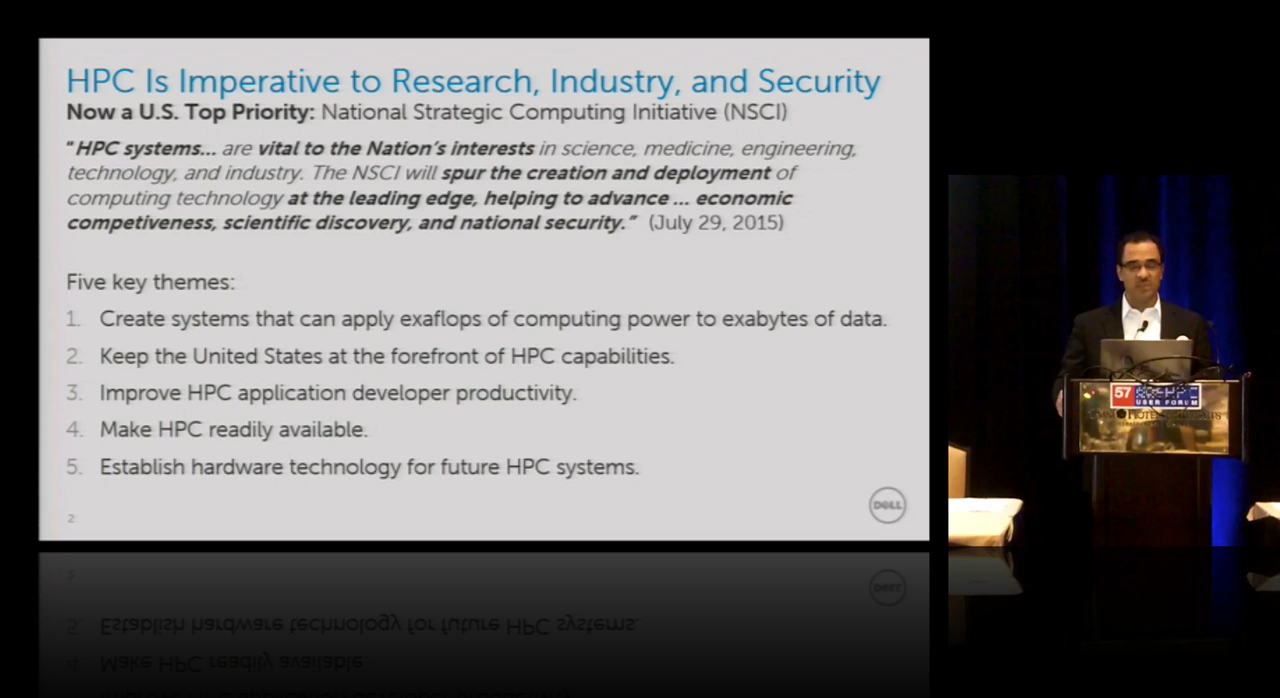 HPC Is Imperative to Research, Industry, and Security
Now a U.S. Top Priority: National Strategic Computing Initiative (NSCI)
"HPC systems... are vital to the Nation's interests in science, medicine, engineering,
technology, and industry. The NSCI will spur the creation and deployment of
computing technology at the leading edge, helping to advance ... economic
competiveness, scientific discovery, and national security." (July 29, 2015)
Five key themes:
1. Create systems that can apply exaflops of computing power to exabytes of data.
2. Keep the United States at the forefront of HPC capabilities.
3. Improve HPC application developer productivity.
4. Make HPC readily available.
5. Establish hardware technology for future HPC systems.
2
DELL
57 HPC
USER FORUM